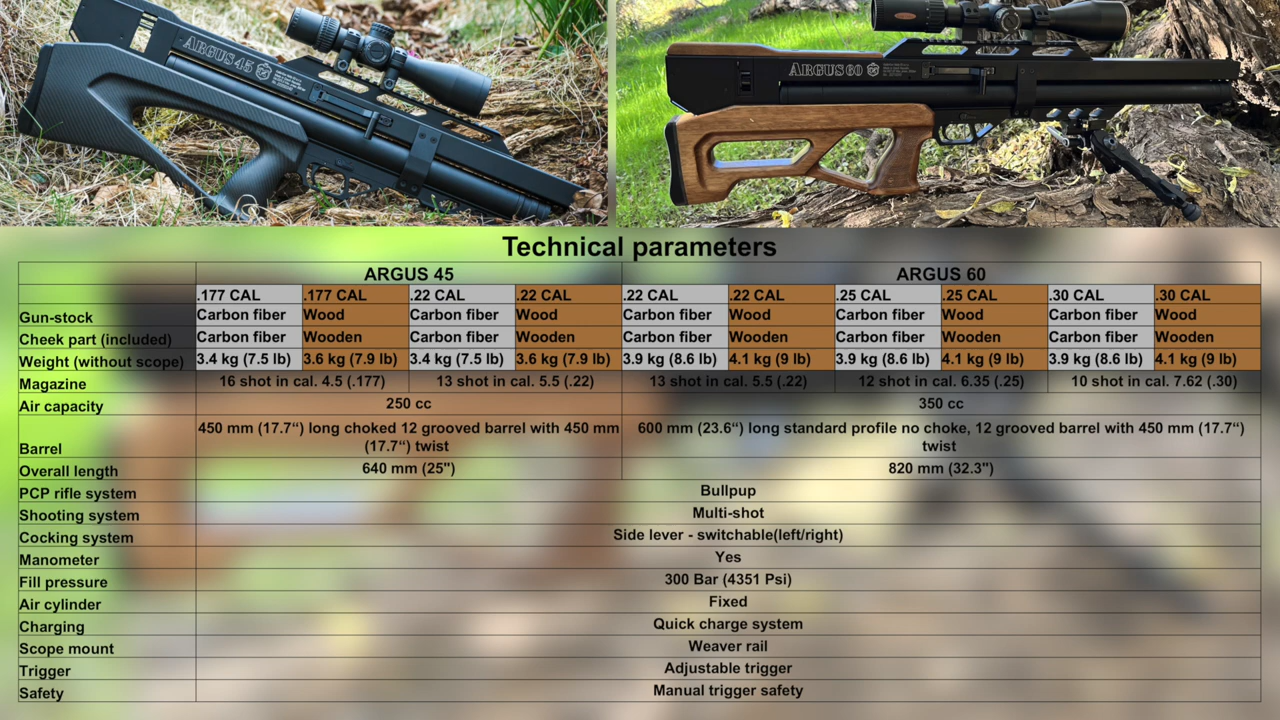 ARGUS 45
ARGUS 60
Technical parameters
ARGUS 45 ARGUS 60
.177 CAL .177 CAL .22 CAL .22 CAL .22 CAL .22 CAL .25 CAL .25 CAL .30 CAL .30 CAL
Gun-stock Carbon fiber Wood Carbon fiber Wood Carbon fiber Wood Carbon fiber Wood Carbon fiber Wood
Cheek part (included) Carbon fiber Wooden Carbon fiber Wooden Carbon fiber Wooden Carbon fiber Wooden Carbon fiber Wooden
Weight (without scope) 3.4 kg (7.5 lb) 3.6 kg (7.9 lb) 3.4 kg (7.5 lb) 3.6 kg (7.9 lb) 3.9 kg (8.6 lb) 4.1 kg (9 lb) 3.9 kg (8.6 lb) 4.1 kg (9 lb) 3.9 kg (8.6 lb) 4.1 kg (9 lb)
Magazine 16 shot in cal. 4.5 (.177) 13 shot in cal. 5.5 (.22) 13 shot in cal. 5.5 (.22) 12 shot in cal. 6.35 (.25) 10 shot in cal. 7.62 (.30)
Air capacity 250 cc 350 cc
Barrel 450 mm (17.7“) long choked 12 grooved barrel with 450 mm (17.7“) twist 600 mm (23.6“) long standard profile no choke, 12 grooved barrel with 450 mm (17.7“) twist
Overall length 640 mm (25") 820 mm (32.3")
PCP rifle system Bullpup
Shooting system Multi-shot
Cocking system Side lever - switchable(left/right)
Manometer Yes
Fill pressure 300 Bar (4351 Psi)
Air cylinder Fixed
Charging Quick charge system
Scope mount Weaver rail
Trigger Adjustable trigger
Safety Manual trigger safety